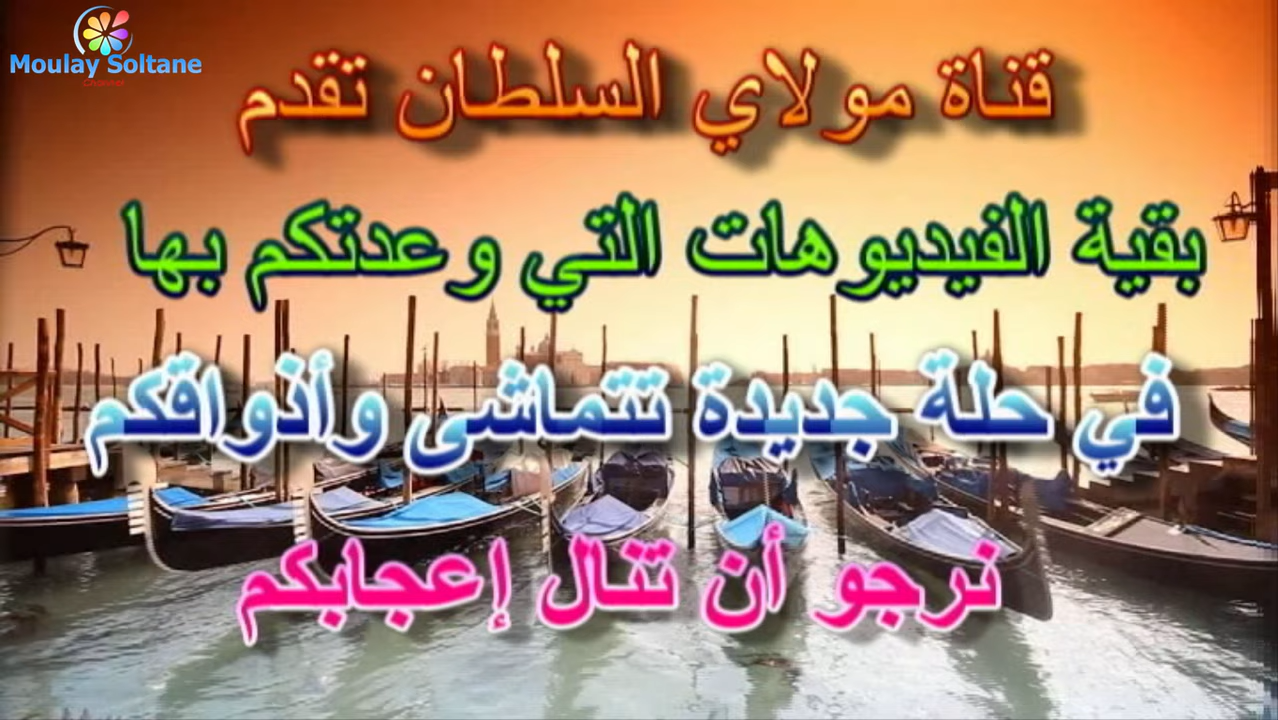 Moulay Soltane
Channel
قناة مولاي السلطان تقدم
بقية الفيديوهات التي وعدتكم بها
في حلة جديدة تتماشى وأذواقكم
نرجو أن تنال إعجابكم